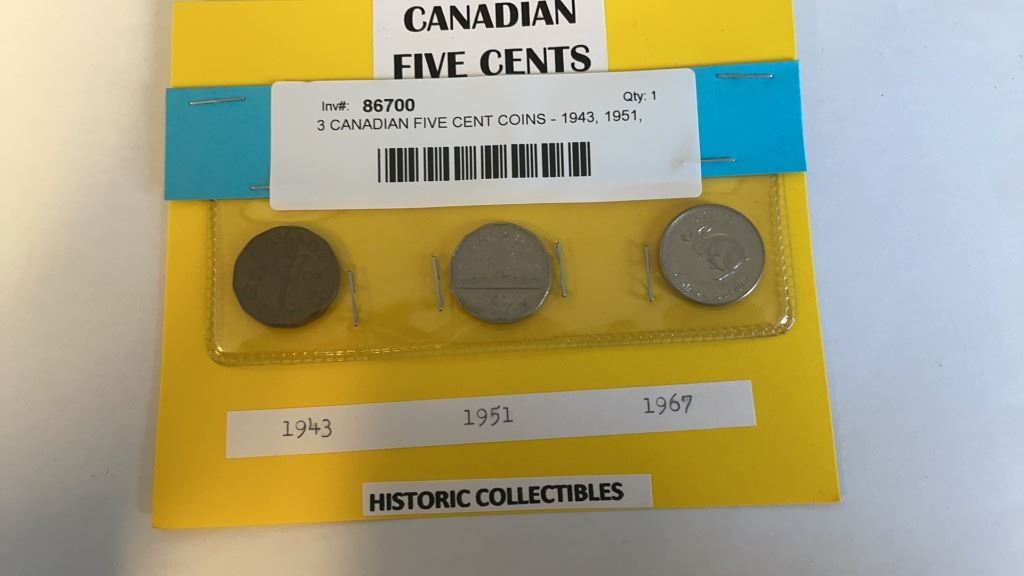 CANADIAN
FIVE CENTS
Inv#: 86700 Qty: 1
3 CANADIAN FIVE CENT COINS - 1943, 1951,
1943 1951 1967
HISTORIC COLLECTIBLES